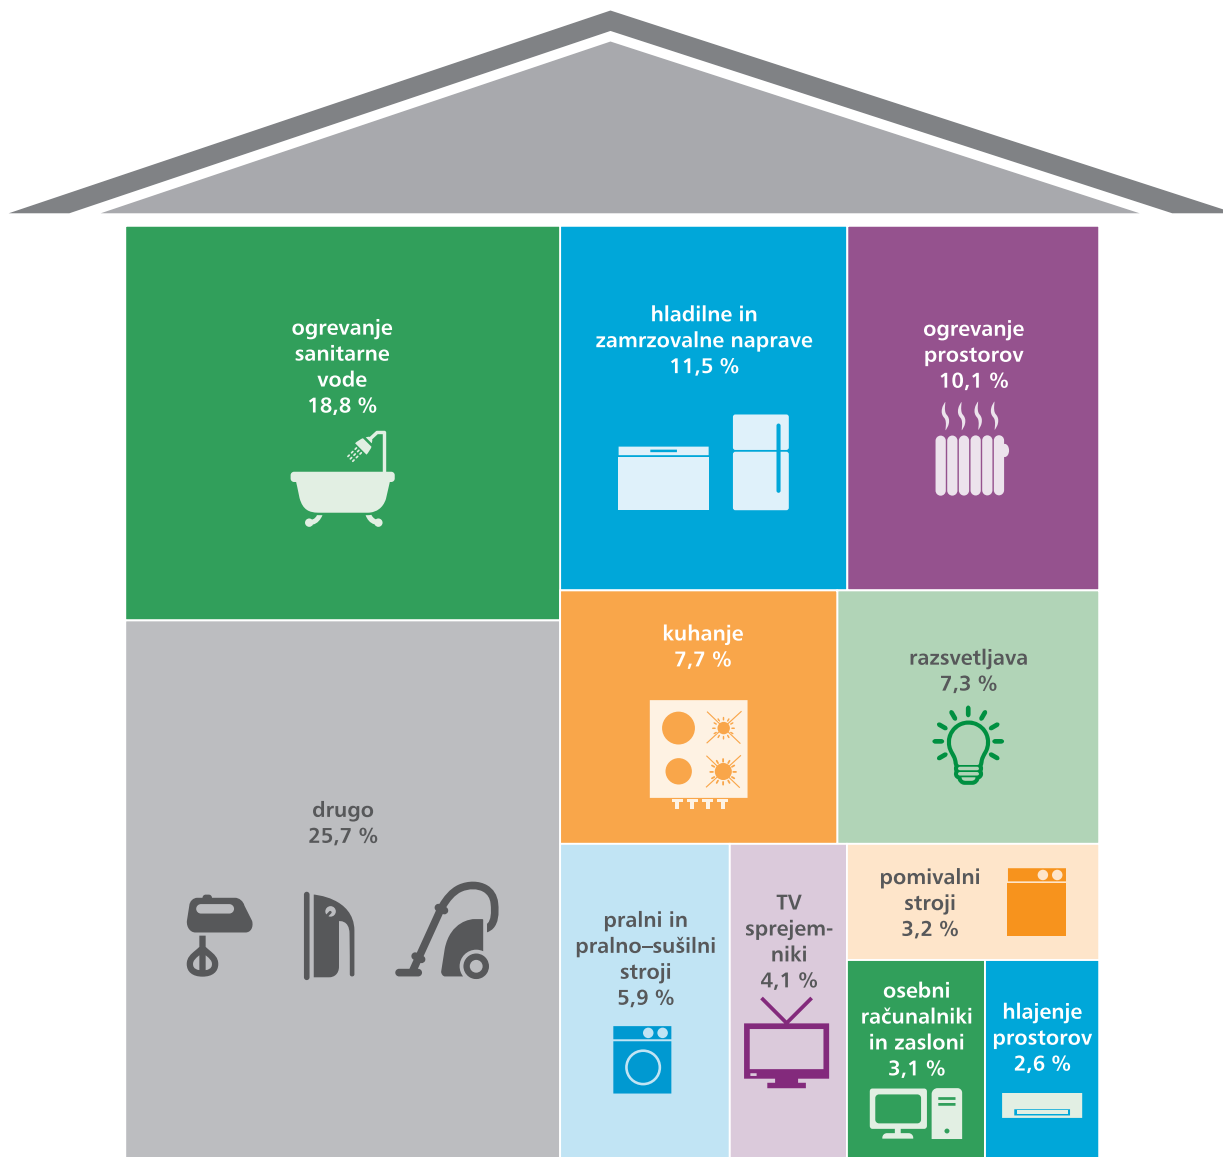 ogrevanje
sanitarne
vode
18,8 %
hladilne in
zamrzovalne naprave
11,5 %
ogrevanje
prostorov
10,1 %
kuhanje
7,7 %
razsvetljava
7,3 %
drugo
25,7 %
pralni in
pralno–sušilni
stroji
5,9 %
TV
sprejem-
niki
4,1 %
pomivalni
stroji
3,2 %
osebni
računalniki
in zasloni
3,1 %
hlajenje
prostorov
2,6 %